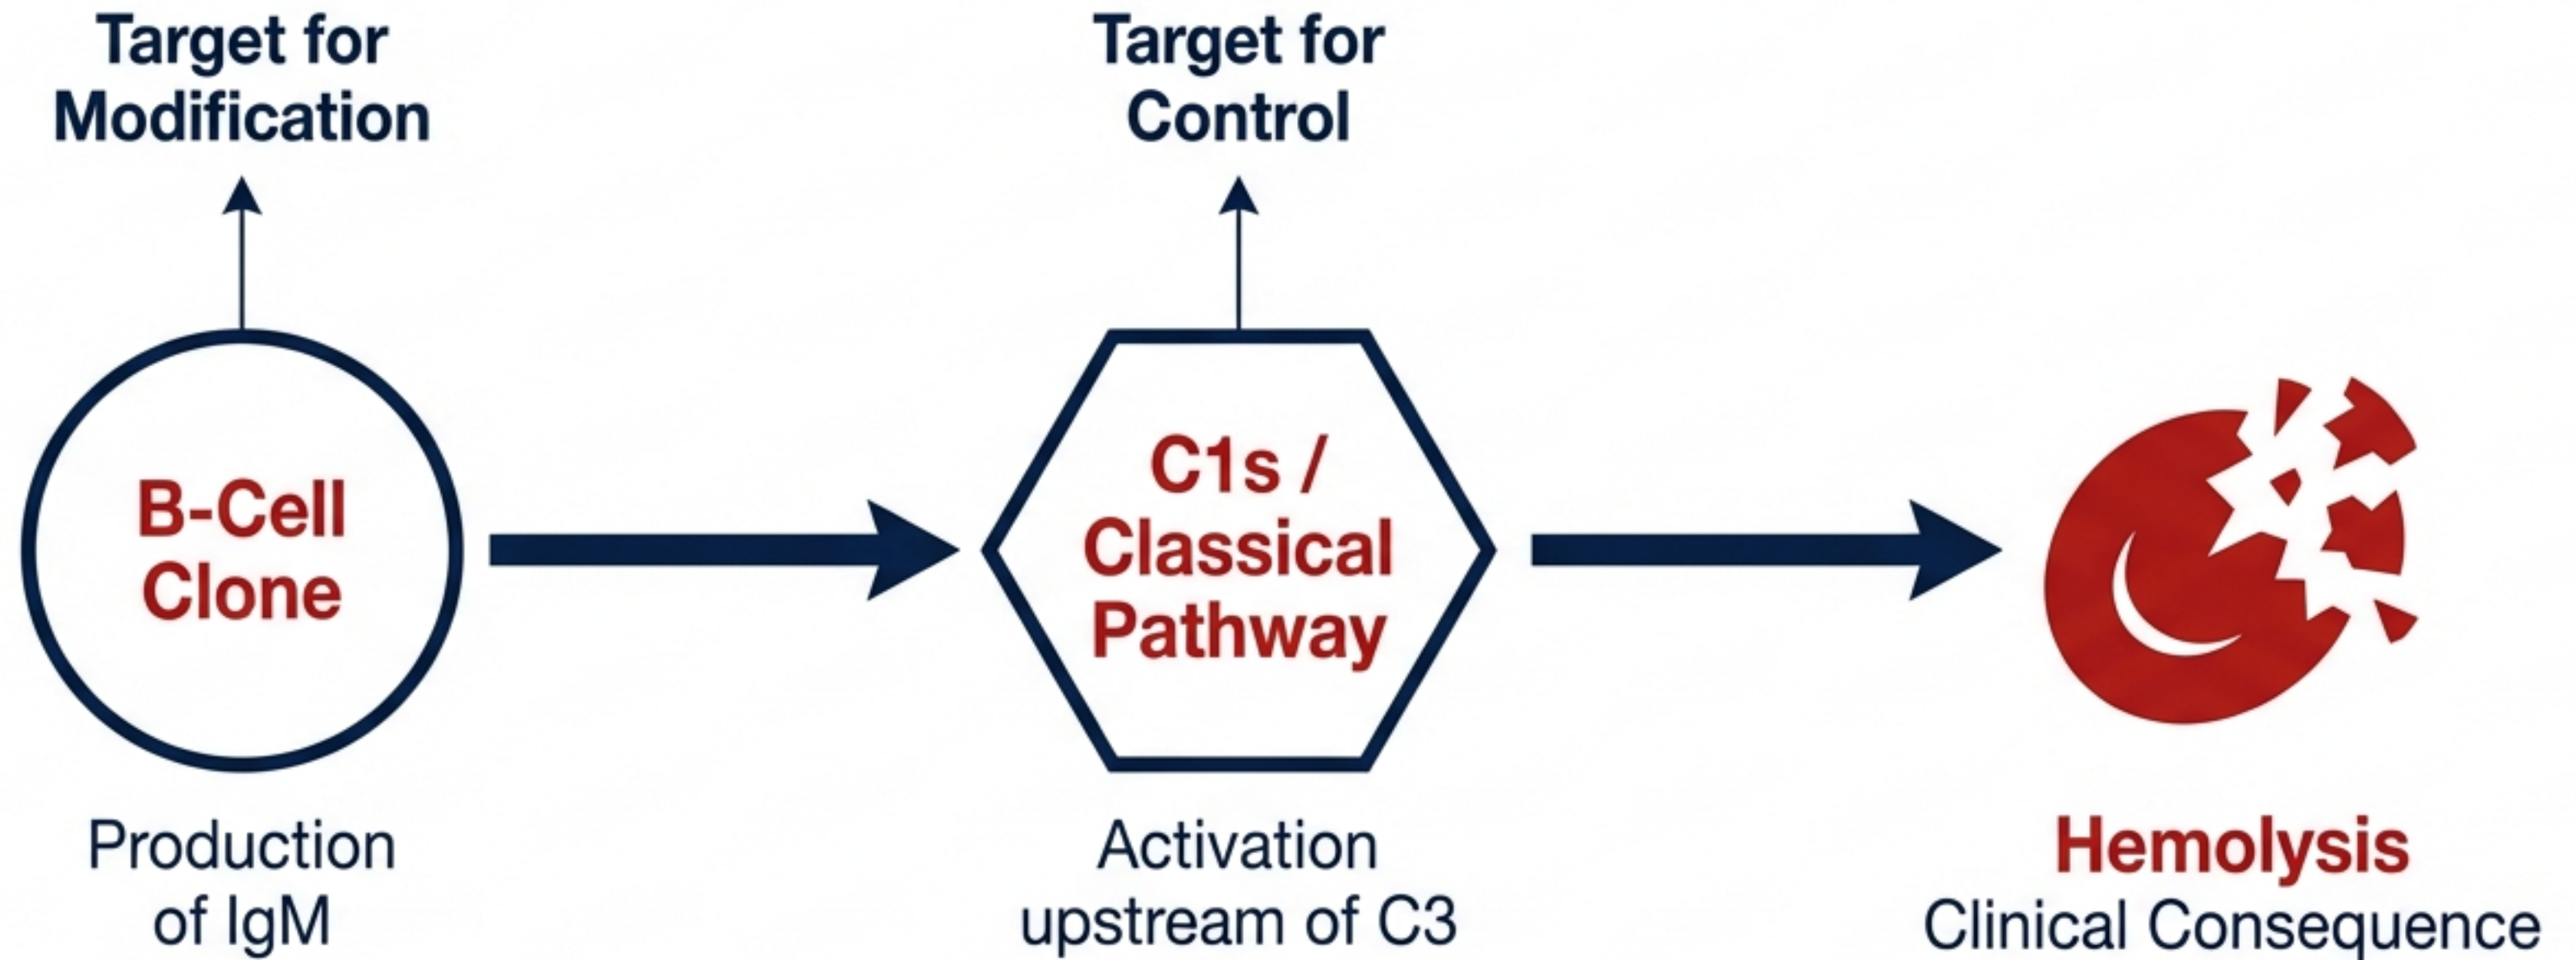 Target for
Modification
B-Cell
Clone
Production
of IgM
Target for
Control
C1s /
Classical
Pathway
Activation
upstream of C3
Hemolysis
Clinical Consequence